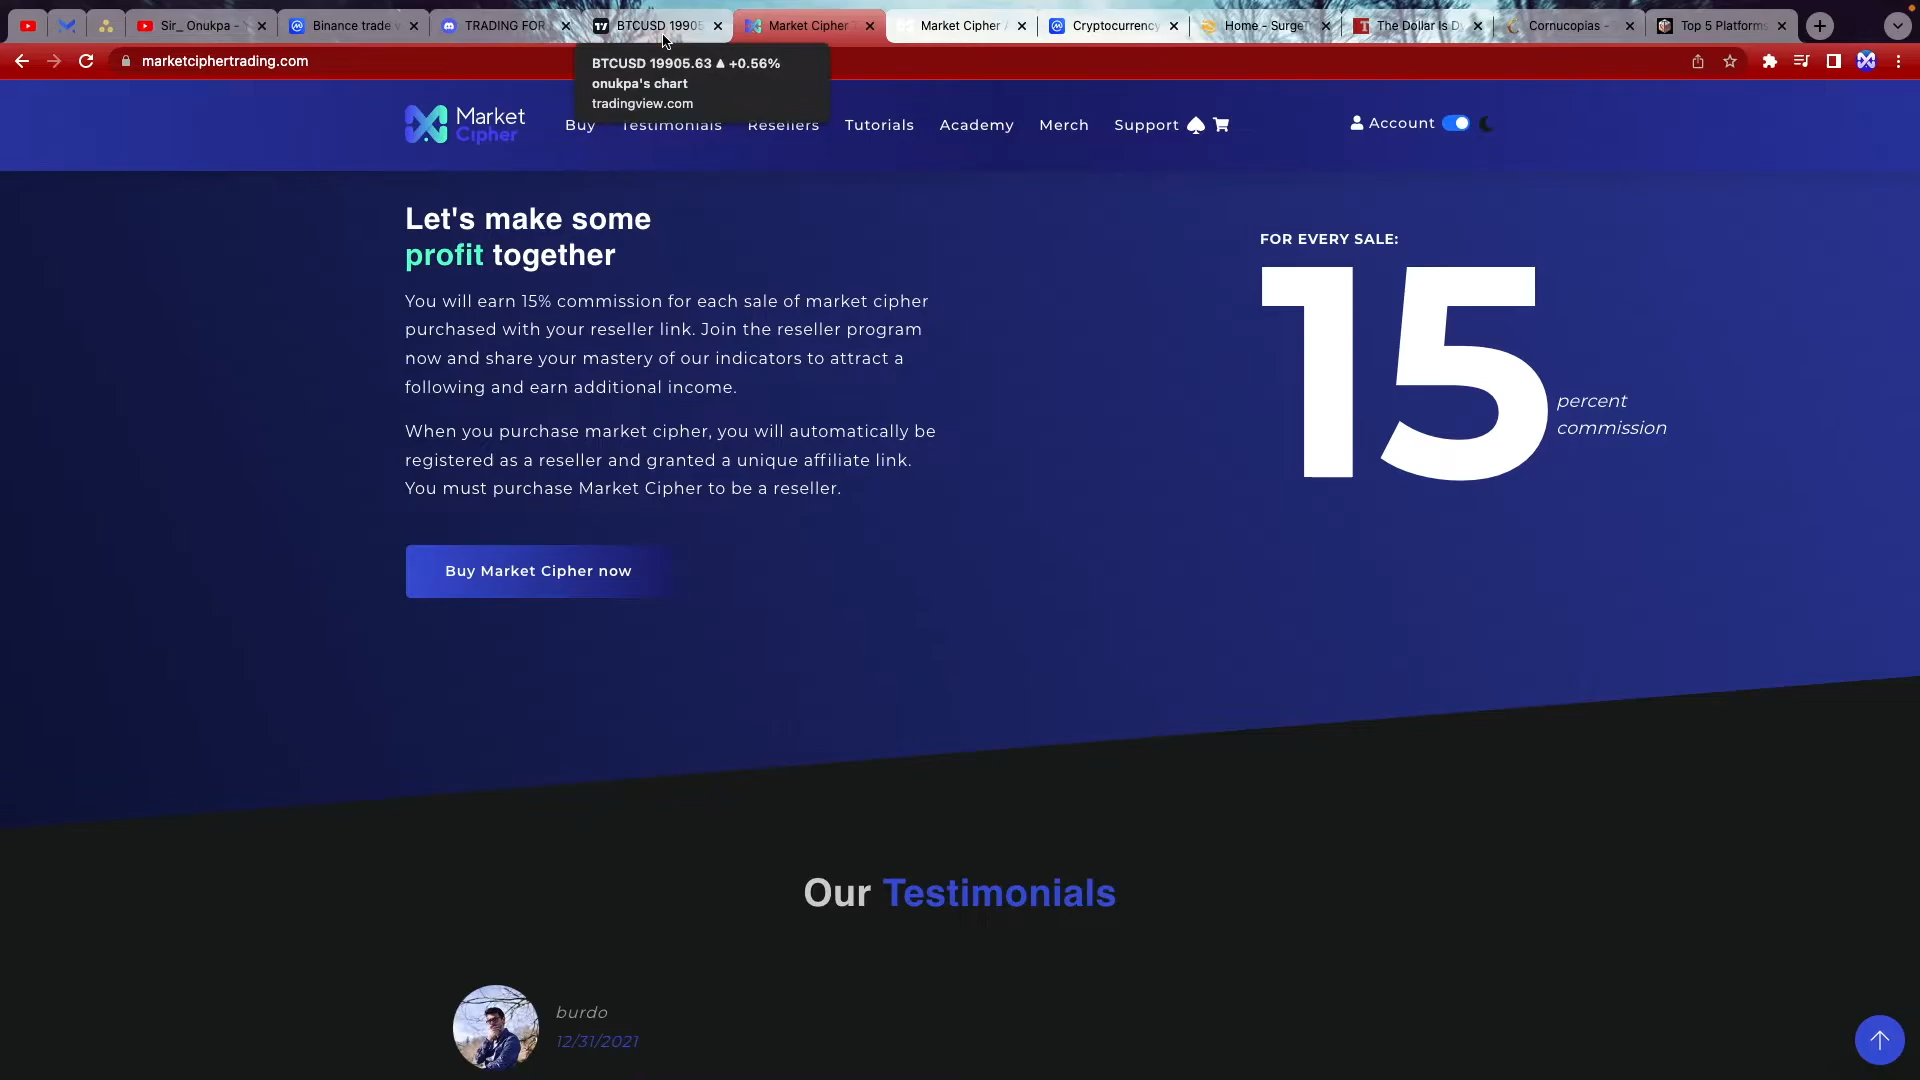 Sir_ Onukpa -
Binance trade v
TRADING FOR
BTCUSD 19905
Market Cipher T
Market Cipher A
Cryptocurrency
Home - Surge
The Dollar Is Dy
Cornucopias -
Top 5 Platforms
marketciphertrading.com
BTCUSD 19905.63 ▲ +0.56%
onukpa's chart
tradingview.com
Market
Cipher
Buy
Testimonials
Resellers
Tutorials
Academy
Merch
Support
Account
Let's make some
profit together
You will earn 15% commission for each sale of market cipher
purchased with your reseller link. Join the reseller program
now and share your mastery of our indicators to attract a
following and earn additional income.
When you purchase market cipher, you will automatically be
registered as a reseller and granted a unique affiliate link.
You must purchase Market Cipher to be a reseller.
Buy Market Cipher now
FOR EVERY SALE:
15
percent
commission
Our Testimonials
burdo
12/31/2021